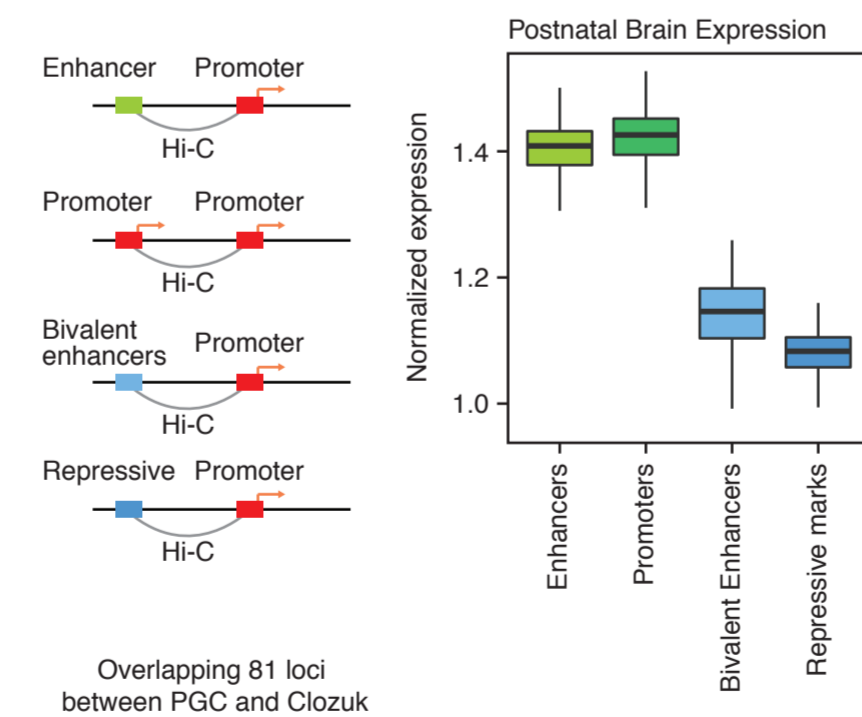 Enhancer Promoter
Hi-C
Promoter Promoter
Hi-C
Bivalent
enhancers Promoter
Hi-C
Repressive Promoter
Hi-C
Overlapping 81 loci
between PGC and Clozuk
Postnatal Brain Expression
Normalized expression
1.4
1.2
1.0
Enhancers
Promoters
Bivalent Enhancers
Repressive marks